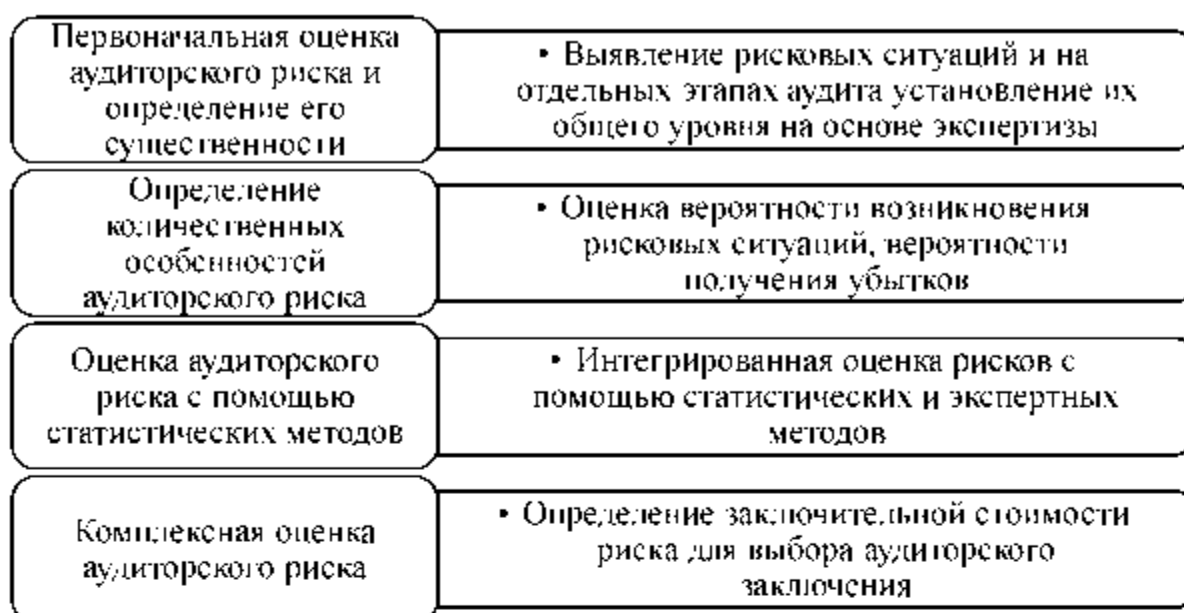 Первоначальная оценка
аудиторского риска и
определение его
существенности
• Выявление рисковых ситуаций и на
отдельных этапах аудита установление их
общего уровня на основе экспертизы
Определение
количественных
особенностей
аудиторского риска
• Оценка вероятности возникновения
рисковых ситуаций, вероятности
получения убытков
Оценка аудиторского
риска с помощью
статистических методов
• Интегрированная оценка рисков с
помощью статистических и экспертных
методов
Комплексная оценка
аудиторского риска
• Определение заключительной стоимости
риска для выбора аудиторского
заключения